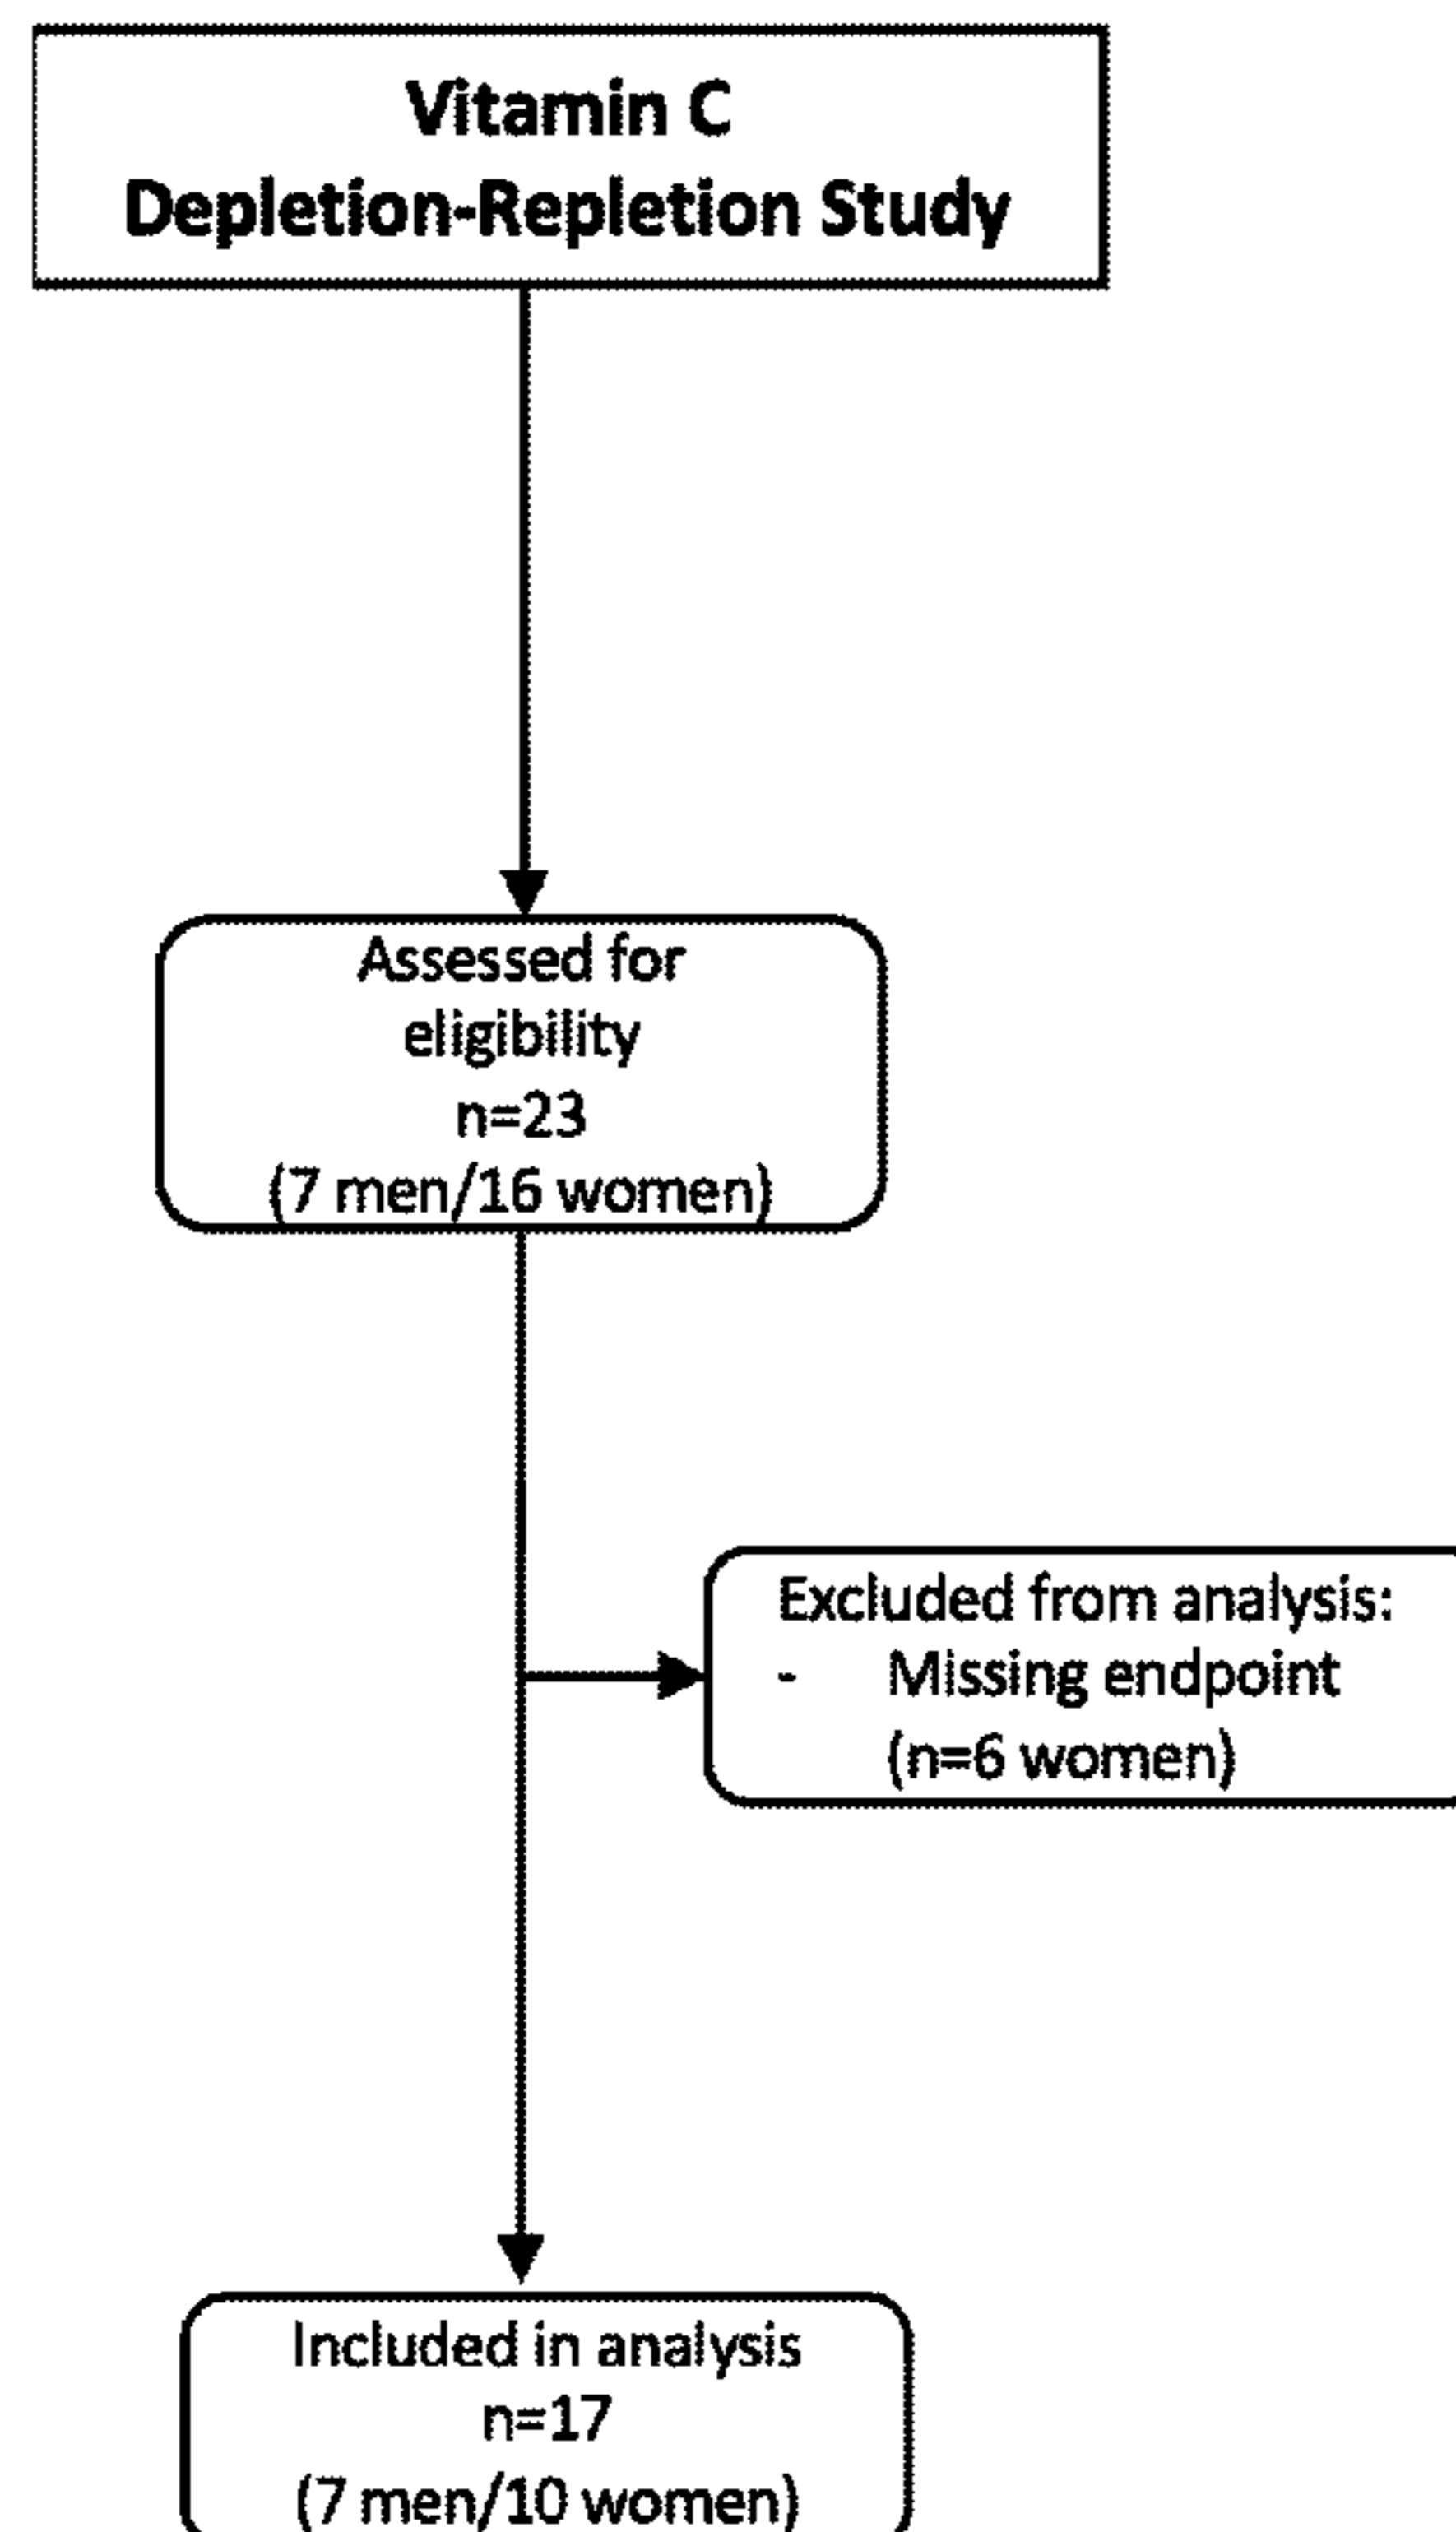 Vitamin C
Depletion-Repletion Study
Assessed for
eligibility
n=23
(7 men/16 women)
Excluded from analysis:
- Missing endpoint
(n=6 women)
Included in analysis
n=17
(7 men/10 women)